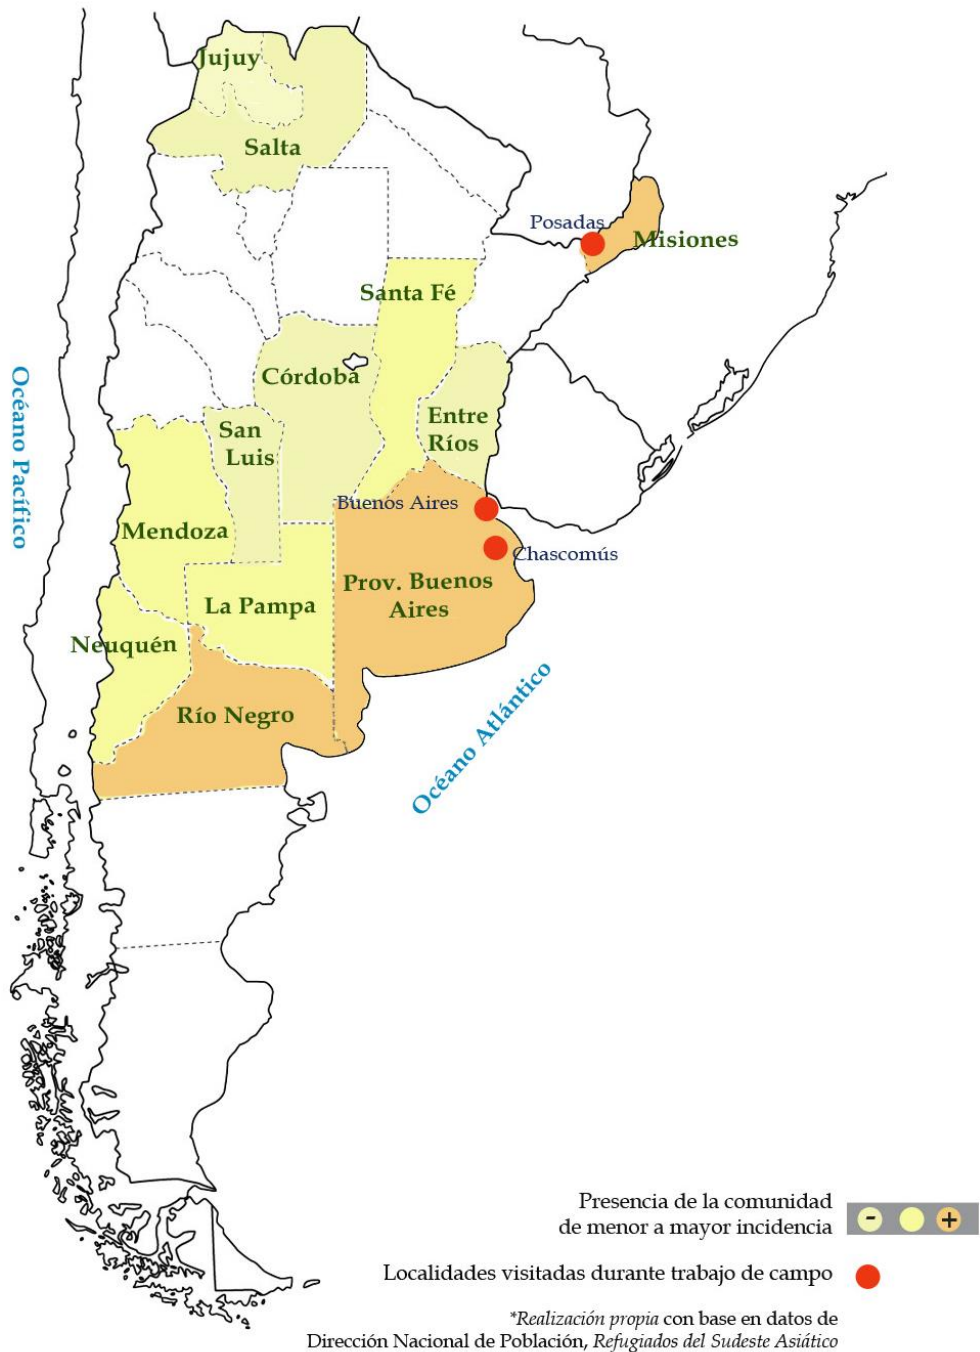 Jujuy
Salta
Posadas
Misiones
Santa Fé
Córdoba
Entre
Ríos
San
Luis
Océano Pacífico
Buenos Aires
Mendoza
Chascomús
Prov. Buenos
Aires
La Pampa
Neuquén
Río Negro
Océano Atlántico
Presencia de la comunidad
de menor a mayor incidencia
- +
Localidades visitadas durante trabajo de campo
*Realización propia con base en datos de
Dirección Nacional de Población, Refugiados del Sudeste Asiático